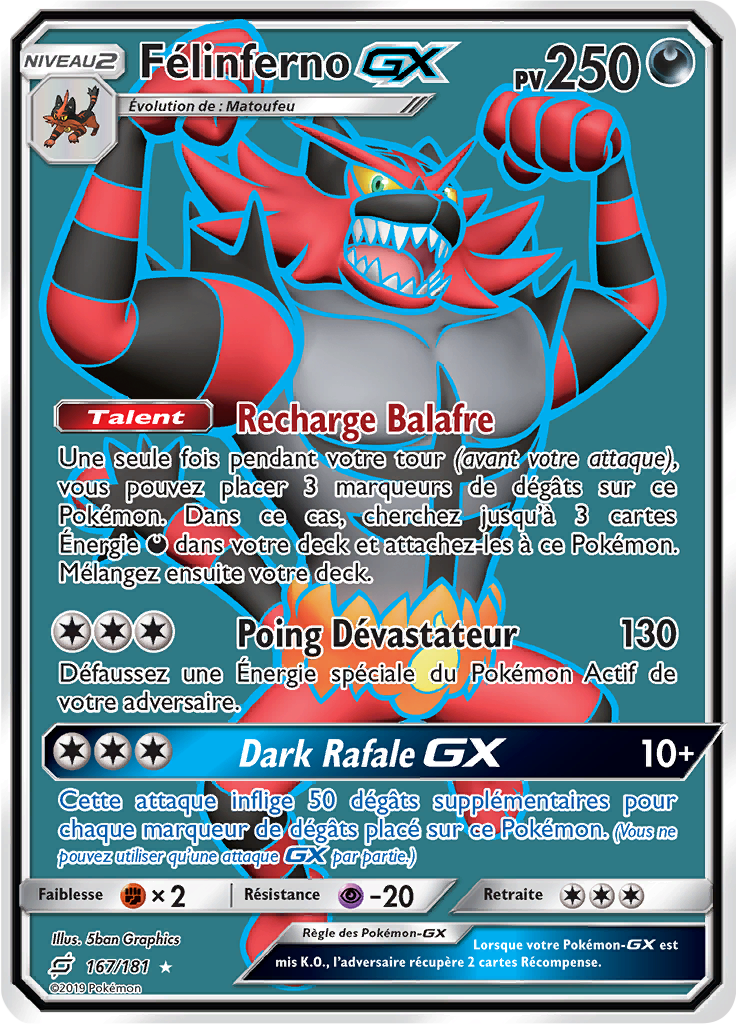 NIVEAU 2
Félinferno GX
PV 250
Évolution de : Matoufeu
Talent Recharge Balafre
Une seule fois pendant votre tour (avant votre attaque),
vous pouvez placer 3 marqueurs de dégâts sur ce
Pokémon. Dans ce cas, cherchez jusqu'à 3 cartes
Énergie dans votre deck et attachez-les à ce Pokémon.
Mélangez ensuite votre deck.
Poing Dévastateur 130
Défaussez une Énergie spéciale du Pokémon Actif de
votre adversaire.
Dark Rafale GX 10+
Cette attaque inflige 50 dégâts supplémentaires pour
chaque marqueur de dégâts placé sur ce Pokémon. (Vous ne
pouvez utiliser qu'une attaque GX par partie.)
Faiblesse ×2 Résistance -20 Retraite
Illus. 5ban Graphics
Règle des Pokémon-GX
Lorsque votre Pokémon-GX est
mis K.O., l'adversaire récupère 2 cartes Récompense.
167/181
©2019 Pokémon